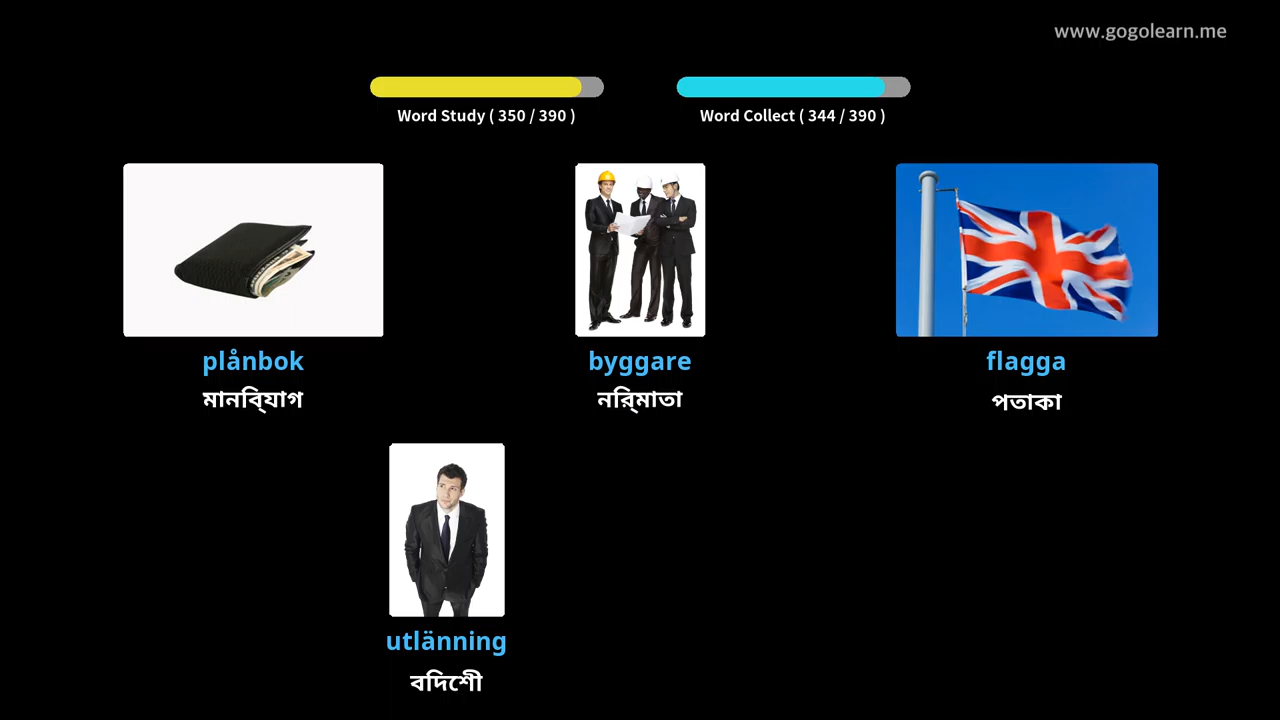 www.gogolearn.me
Word Study ( 350 / 390 )
Word Collect ( 344 / 390 )
plånbok
মানিব্যাগ
byggare
নির্মাতা
flagga
পতাকা
utlänning
বিদেশী